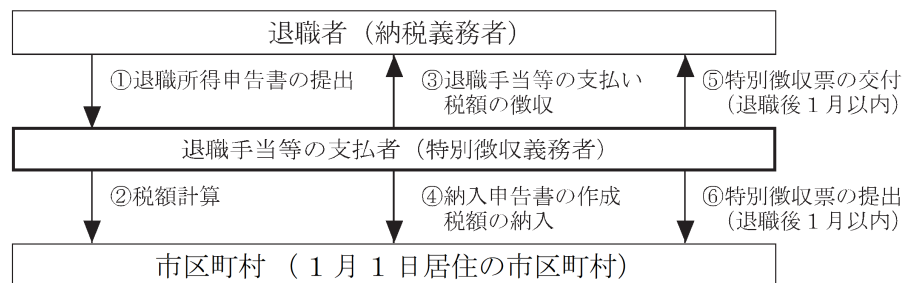 退職者（納税義務者）
①退職所得申告書の提出
③退職手当等の支払い
税額の徴収
⑤特別徴収票の交付
（退職後１月以内）
退職手当等の支払者（特別徴収義務者）
②税額計算
④納入申告書の作成
税額の納入
⑥特別徴収票の提出
（退職後１月以内）
市区町村（１月１日居住の市区町村）